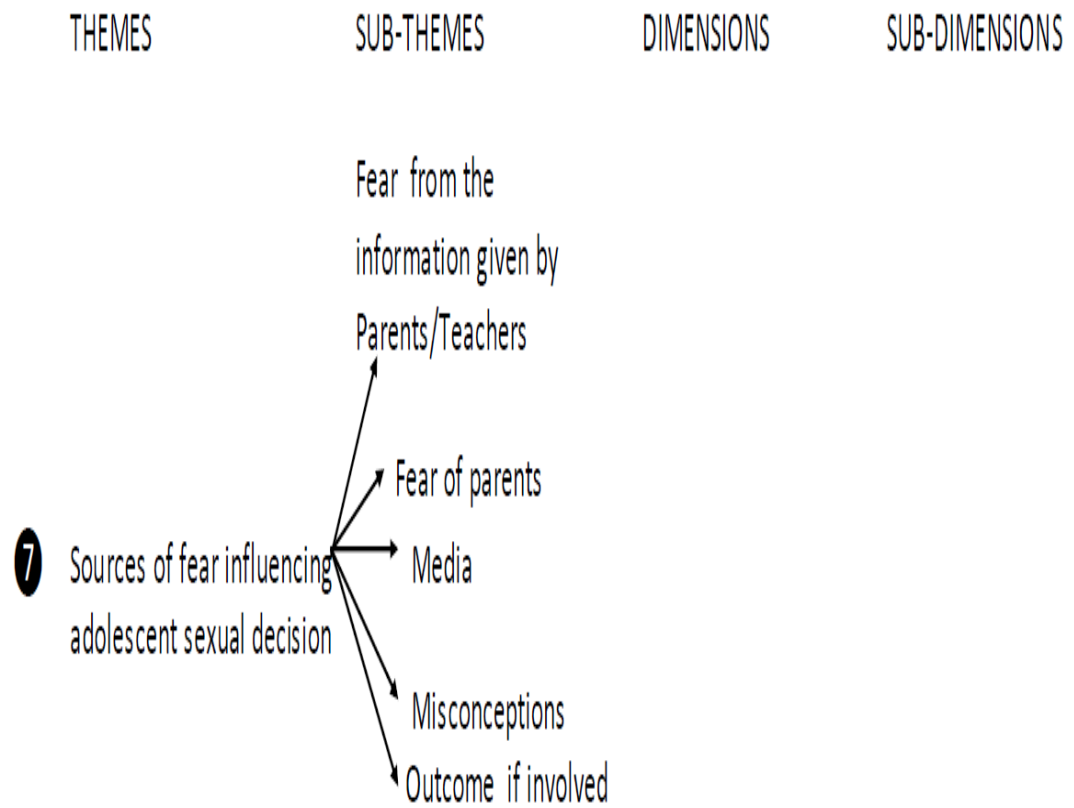 THEMES SUB-THEMES DIMENSIONS SUB-DIMENSIONS
Fear from the
information given by
Parents/Teachers
Fear of parents
7 Sources of fear influencing
adolescent sexual decision
Media
Misconceptions
Outcome if involved